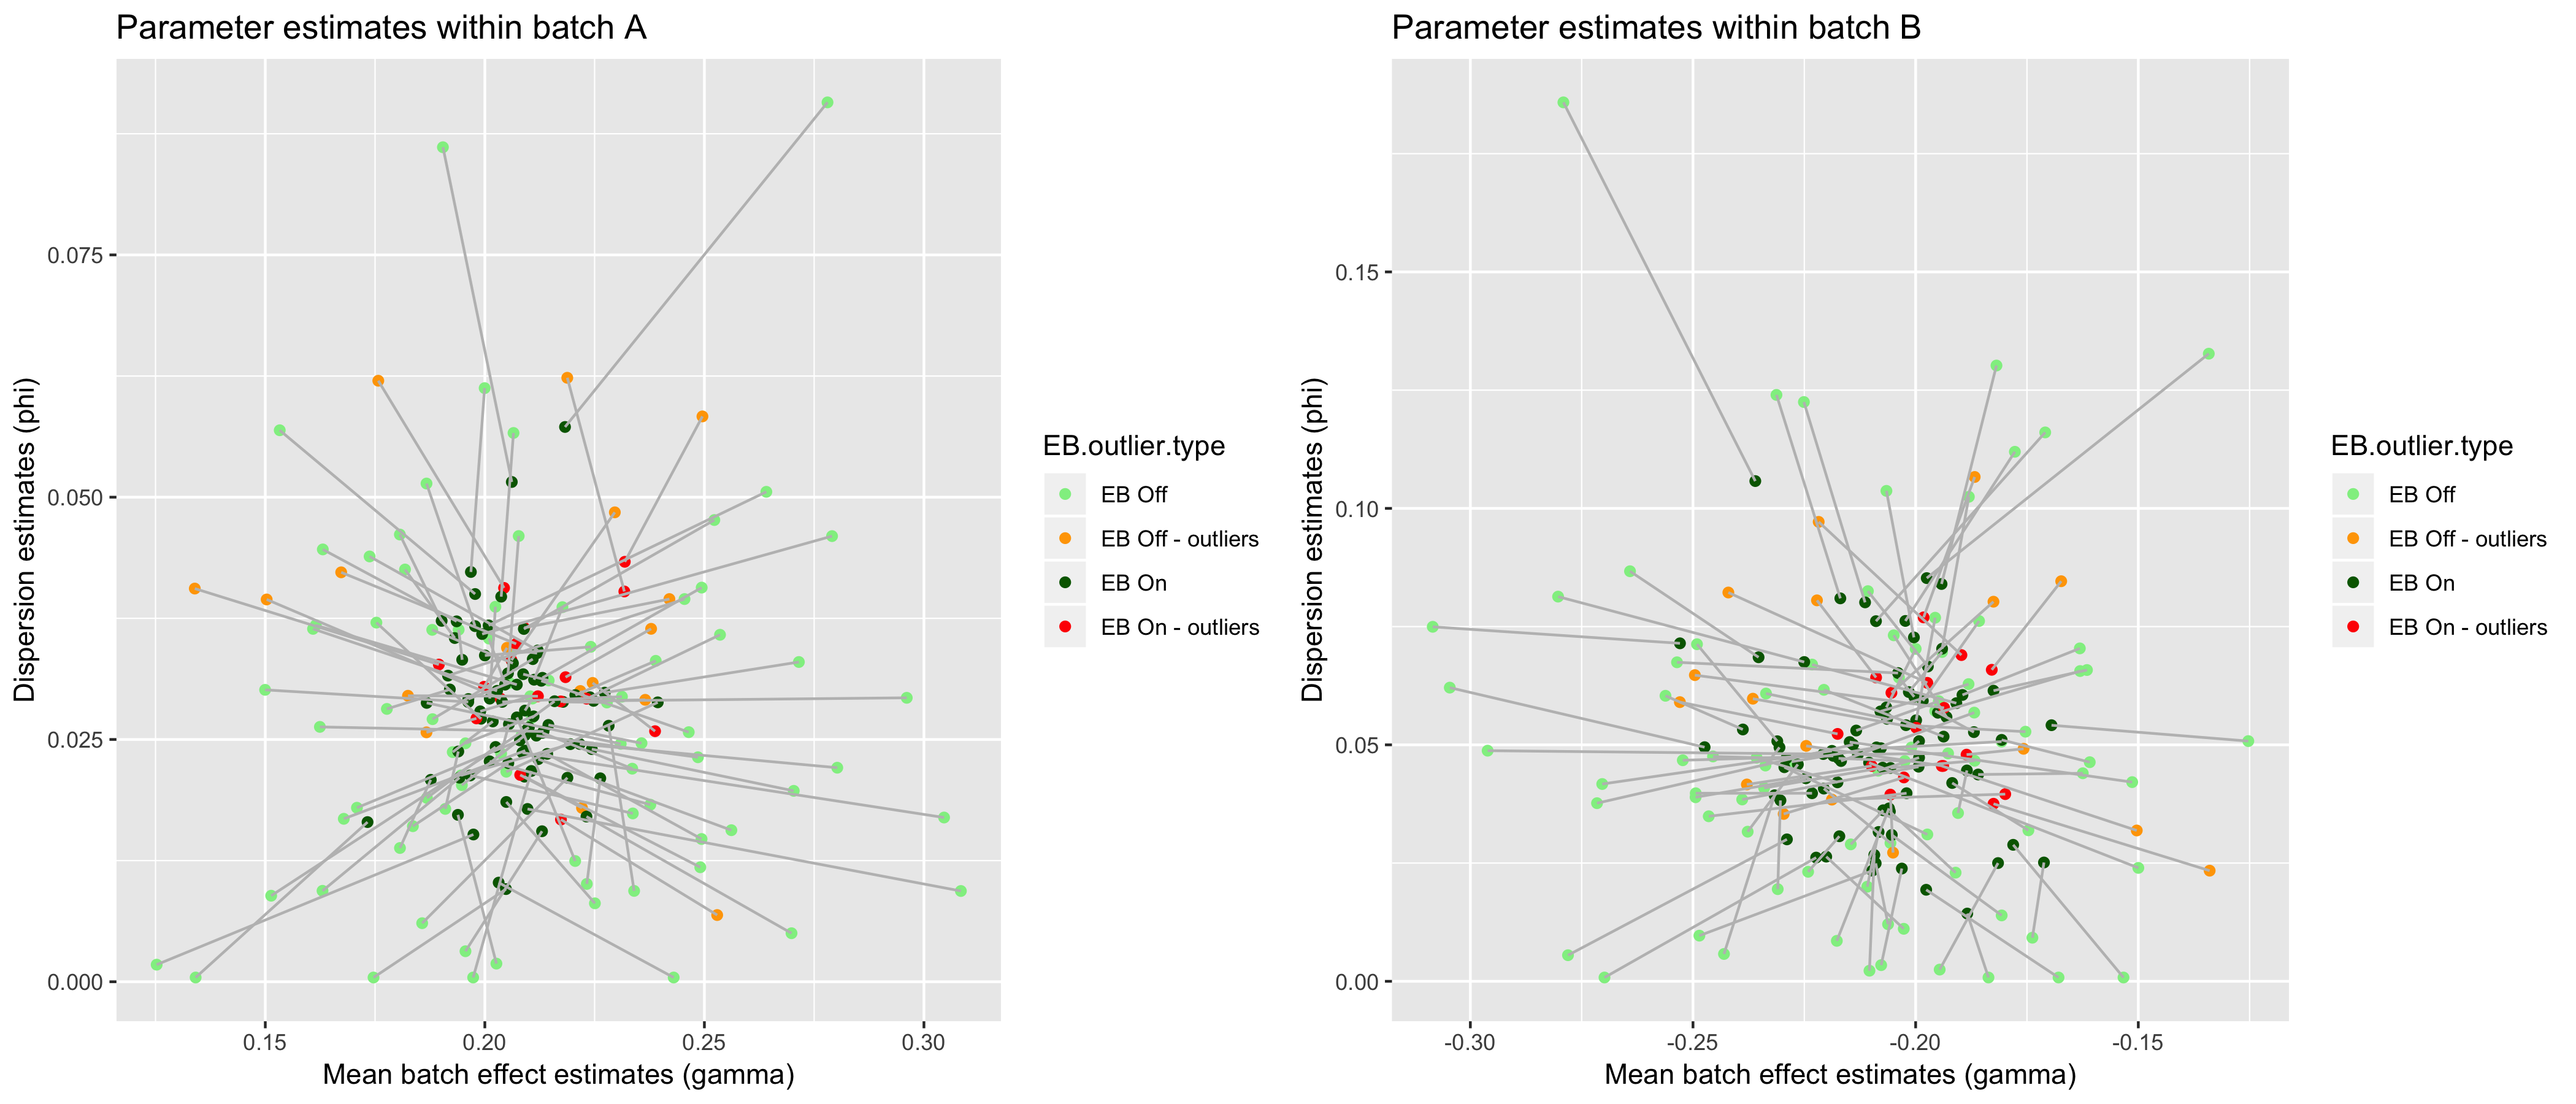 Parameter estimates within batch A
Dispersion estimates (phi)
0.075
0.050
0.025
0.000
0.15
0.20
0.25
0.30
Mean batch effect estimates (gamma)
EB.outlier.type
EB Off
EB Off - outliers
EB On
EB On - outliers
Parameter estimates within batch B
Dispersion estimates (phi)
0.15
0.10
0.05
0.00
-0.30
-0.25
-0.20
-0.15
Mean batch effect estimates (gamma)
EB.outlier.type
EB Off
EB Off - outliers
EB On
EB On - outliers